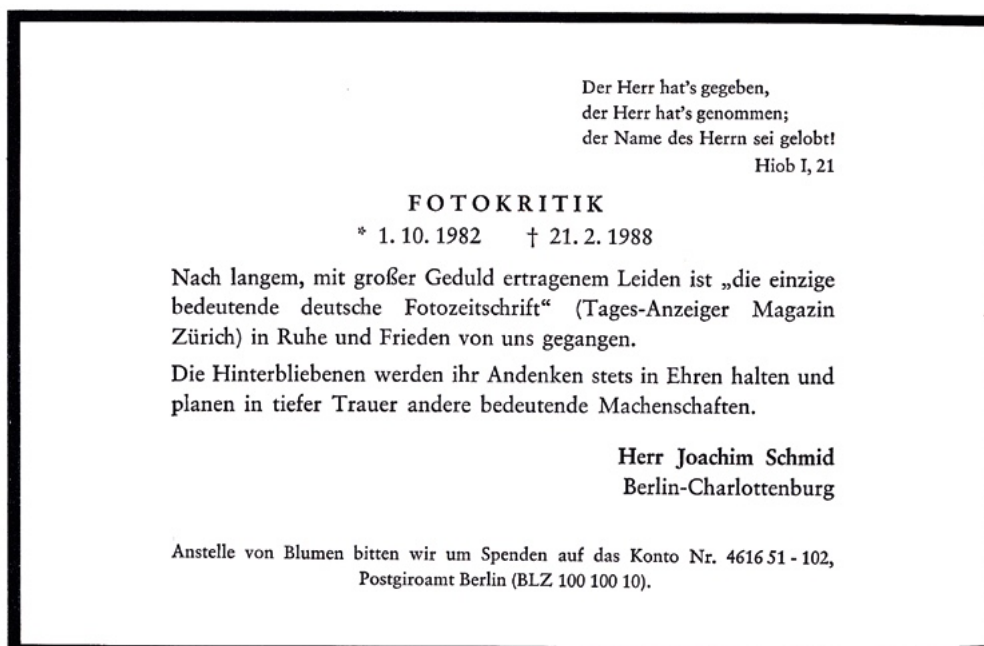 Der Herr hat's gegeben,
der Herr hat's genommen;
der Name des Herrn sei gelobt!
Hiob I, 21
FOTOKRITIK
* 1. 10. 1982 † 21. 2. 1988
Nach langem, mit großer Geduld ertragenem Leiden ist „die einzige
bedeutende deutsche Fotozeitschrift“ (Tages-Anzeiger Magazin
Zürich) in Ruhe und Frieden von uns gegangen.
Die Hinterbliebenen werden ihr Andenken stets in Ehren halten und
planen in tiefer Trauer andere bedeutende Machenschaften.
Herr Joachim Schmid
Berlin-Charlottenburg
Anstelle von Blumen bitten wir um Spenden auf das Konto Nr. 4616 51 - 102,
Postgiroamt Berlin (BLZ 100 100 10).